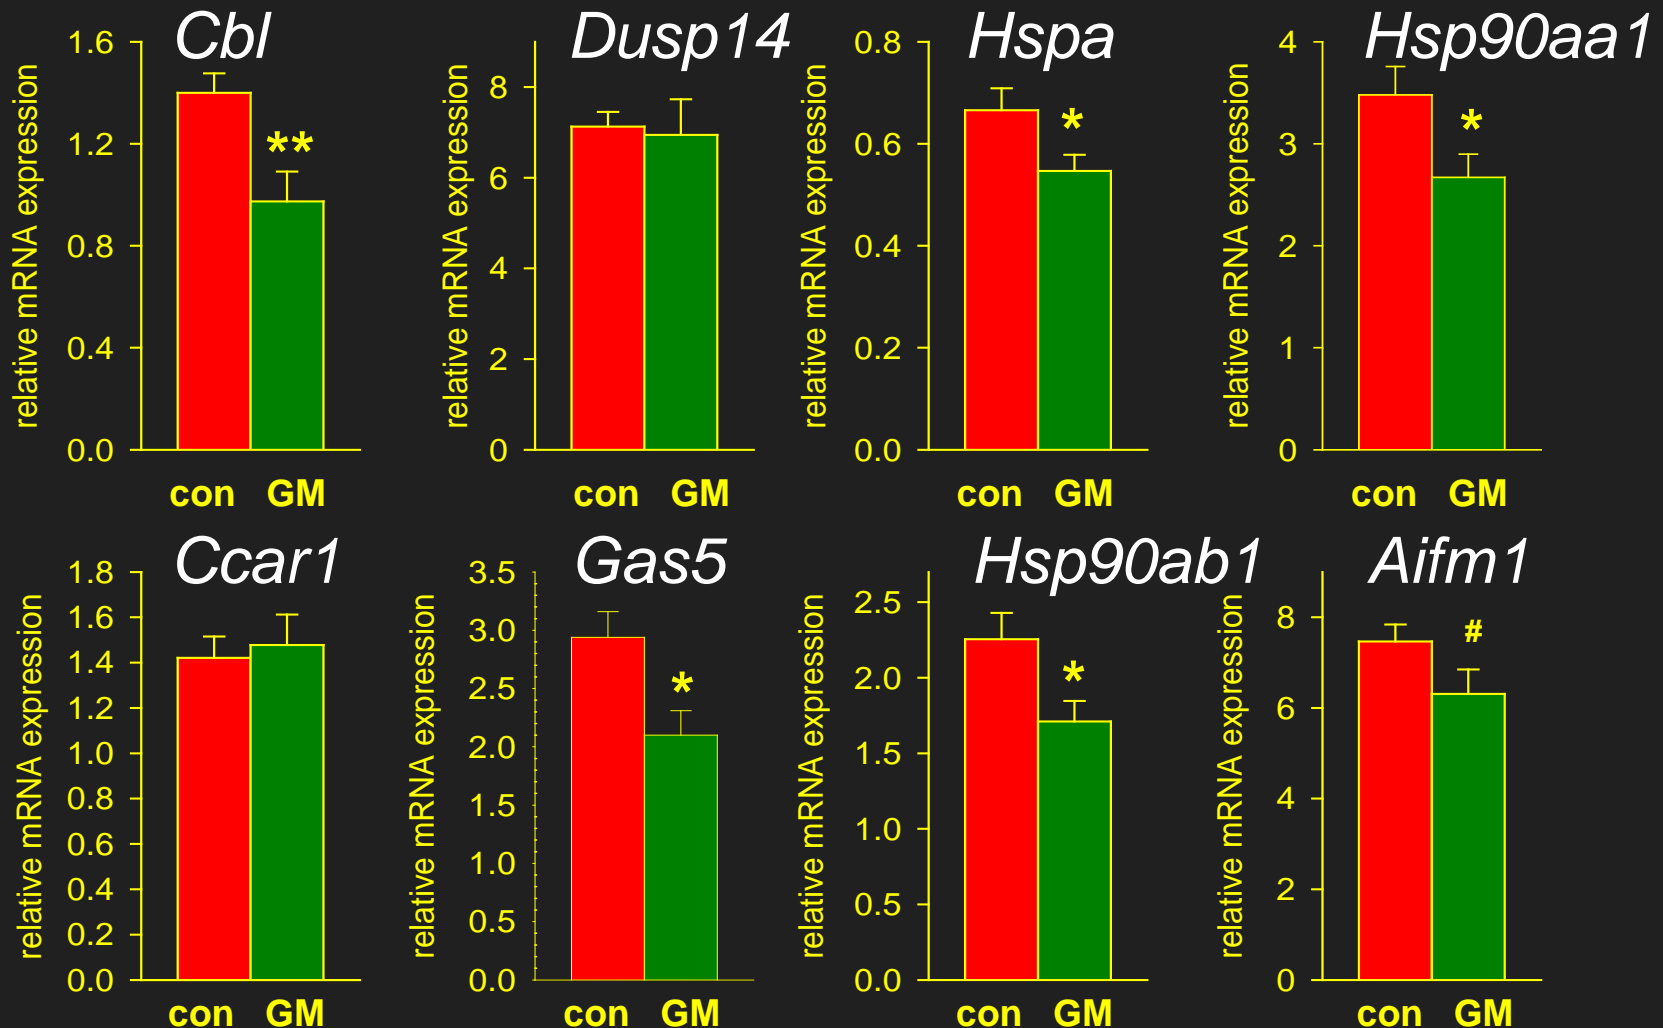 Cbl
relative mRNA expression
1.6
1.2
0.8
0.4
0.0
**
con GM
Dusp14
relative mRNA expression
8
6
4
2
0
con GM
Hspa
relative mRNA expression
0.8
0.6
0.4
0.2
0.0
*
con GM
Hsp90aa1
relative mRNA expression
4
3
2
1
0
*
con GM
Ccar1
relative mRNA expression
1.8
1.6
1.4
1.2
1.0
0.8
0.6
0.4
0.2
0.0
con GM
Gas5
relative mRNA expression
3.5
3.0
2.5
2.0
1.5
1.0
0.5
0.0
*
con GM
Hsp90ab1
relative mRNA expression
2.5
2.0
1.5
1.0
0.5
0.0
*
con GM
Aifm1
relative mRNA expression
8
6
4
2
0
#
con GM